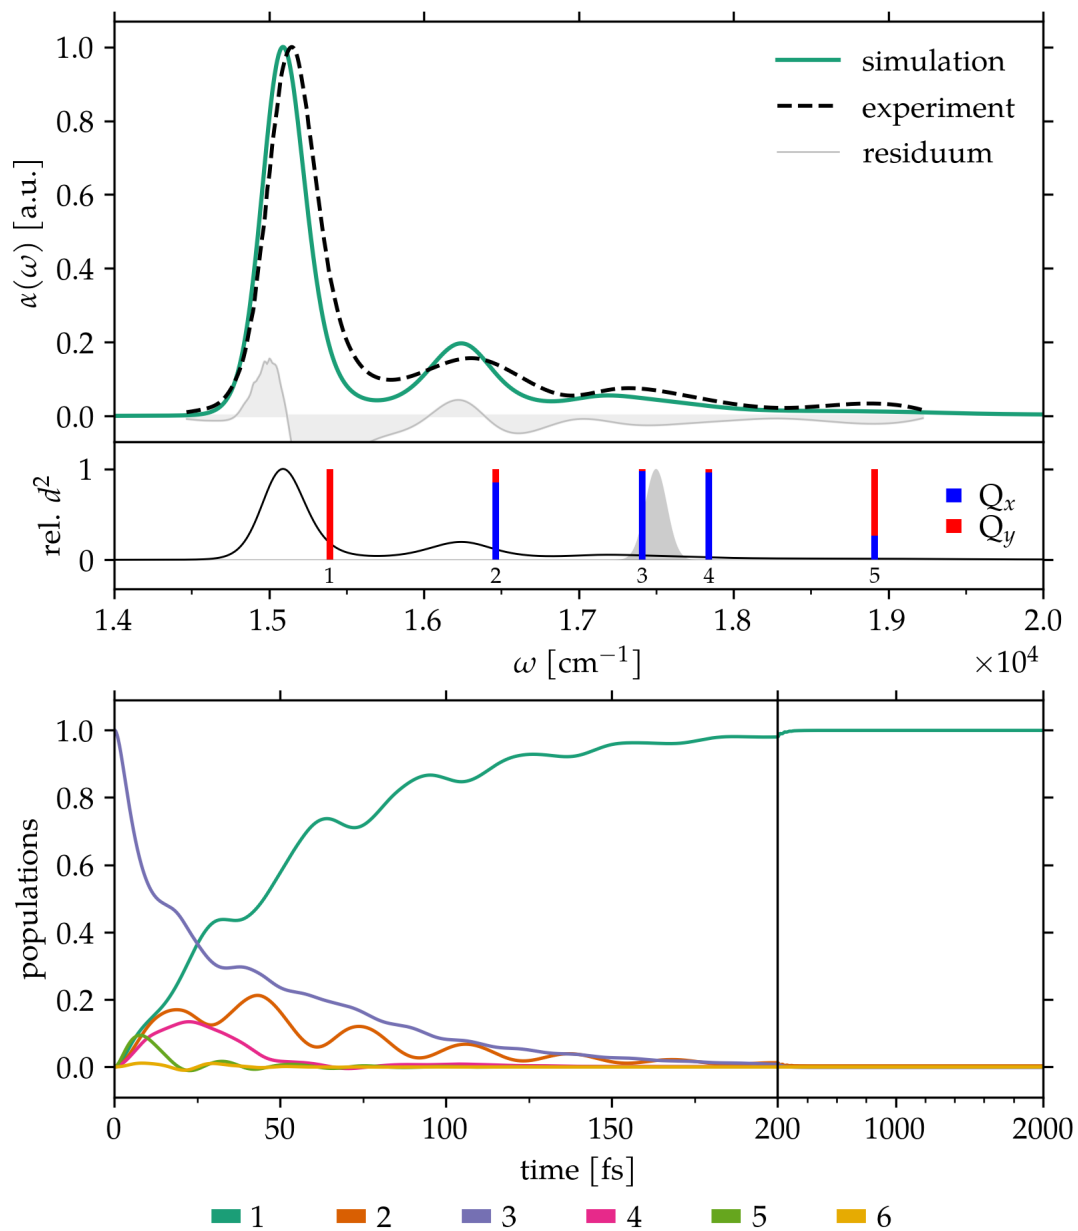 1.0
0.8
0.6
0.4
0.2
0.0
α(ω) [a.u.]
simulation
experiment
residuum
1
0
rel. d²
Qₓ
Q_y
1 2 3 4 5
1.4 1.5 1.6 1.7 1.8 1.9 2.0
ω [cm⁻¹]
×10⁴
1.0
0.8
0.6
0.4
0.2
0.0
populations
0 50 100 150 200 1000 2000
time [fs]
1 2 3 4 5 6